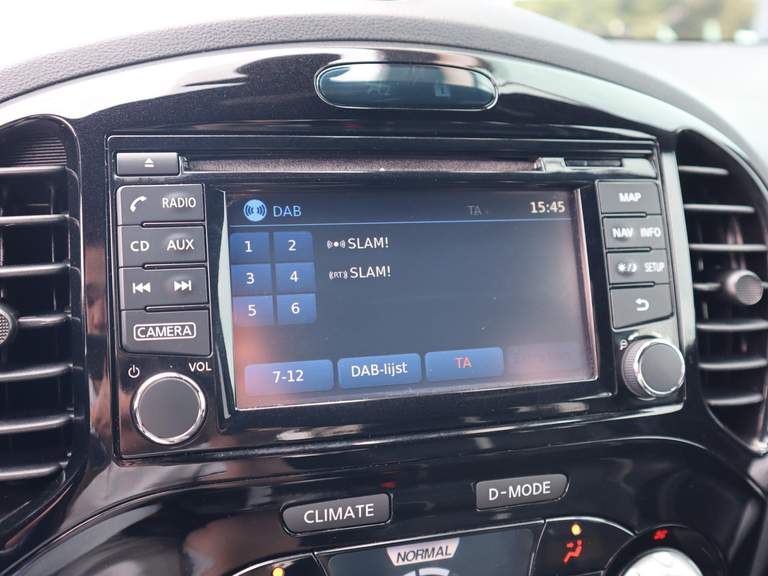 RADIO
CD AUX
CAMERA
VOL
DAB TA 15:45
1 2 SLAM!
3 4 (RT) SLAM!
5 6
7-12 DAB-lijst TA
MAP
NAV INFO
SETUP
CLIMATE D-MODE
NORMAL